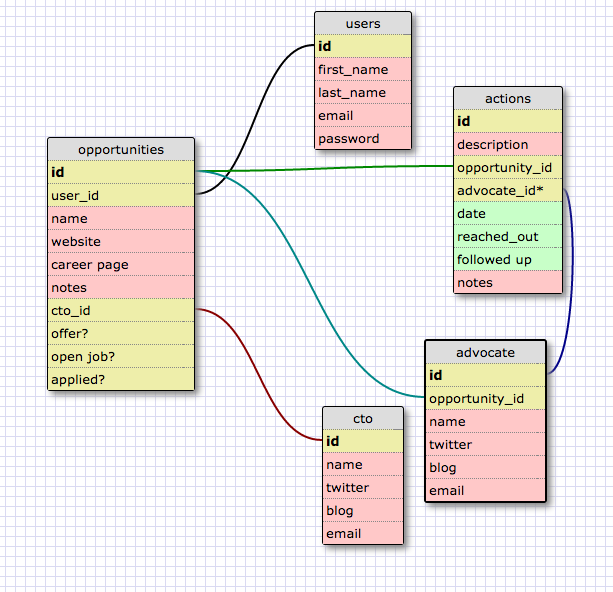 users
id
first_name
last_name
email
password
actions
id
description
opportunity_id
advocate_id*
date
reached_out
followed up
notes
opportunities
id
user_id
name
website
career page
notes
cto_id
offer?
open job?
applied?
advocate
id
opportunity_id
name
twitter
blog
email
cto
id
name
twitter
blog
email